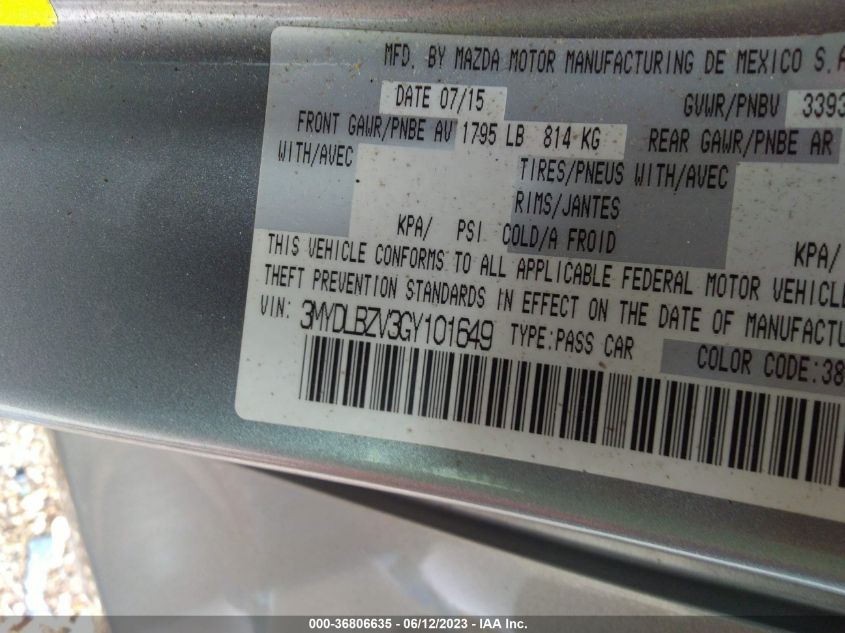 MFD. BY MAZDA MOTOR MANUFACTURING DE MEXICO S.A
DATE 07/15 GVWR/PNBV 3393
FRONT GAWR/PNBE AV 1795 LB 814 KG REAR GAWR/PNBE AR
WITH/AVEC TIRES/PNEUS WITH/AVEC
RIMS/JANTES
KPA/ PSI COLD/A FROID KPA/
THIS VEHICLE CONFORMS TO ALL APPLICABLE FEDERAL MOTOR VEHICLE
THEFT PREVENTION STANDARDS IN EFFECT ON THE DATE OF MANUFACTU
VIN: 3MYDLBZV3GY101649 TYPE:PASS CAR COLOR CODE:38
000-36806635 - 06/12/2023 - IAA Inc.